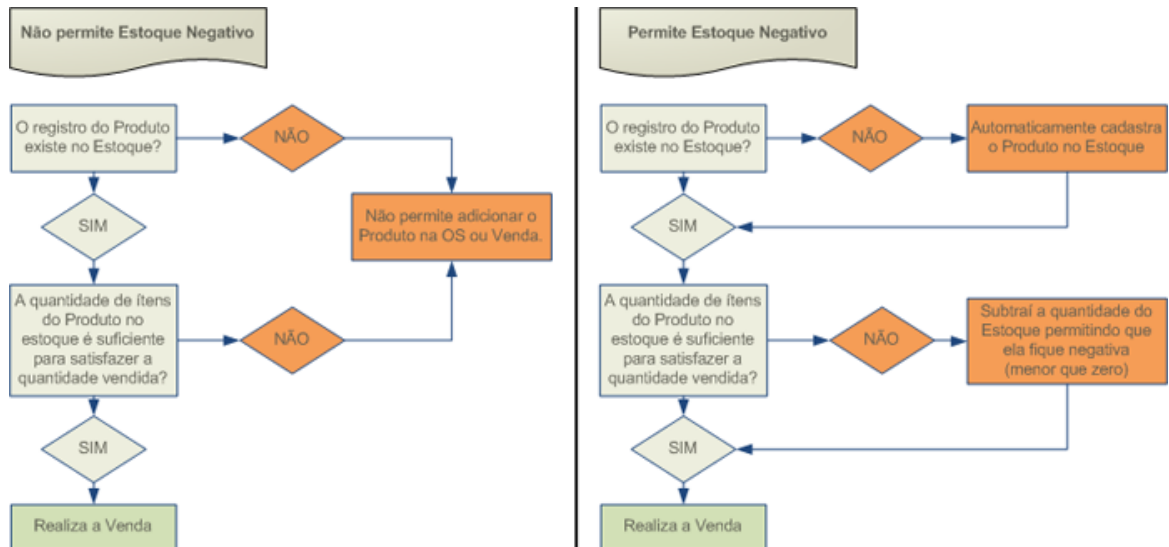 Não permite Estoque Negativo
O registro do Produto
existe no Estoque?
NÃO
SIM
Não permite adicionar o
Produto na OS ou Venda.
A quantidade de ítens
do Produto no
estoque é suficiente
para satisfazer a
quantidade vendida?
NÃO
SIM
Realiza a Venda
Permite Estoque Negativo
O registro do Produto
existe no Estoque?
NÃO
Automaticamente cadastra
o Produto no Estoque
SIM
A quantidade de ítens
do Produto no
estoque é suficiente
para satisfazer a
quantidade vendida?
NÃO
Subtraí a quantidade do
Estoque permitindo que
ela fique negativa
(menor que zero)
SIM
Realiza a Venda